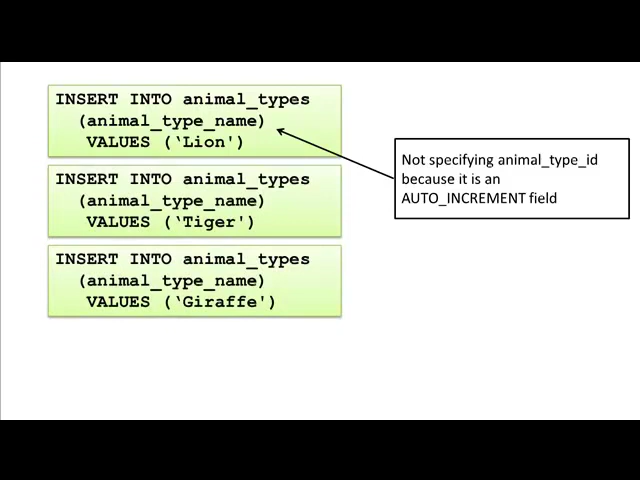 INSERT INTO animal_types
(animal_type_name)
VALUES (‘Lion')
Not specifying animal_type_id
because it is an
AUTO_INCREMENT field
INSERT INTO animal_types
(animal_type_name)
VALUES (‘Tiger')
INSERT INTO animal_types
(animal_type_name)
VALUES (‘Giraffe')